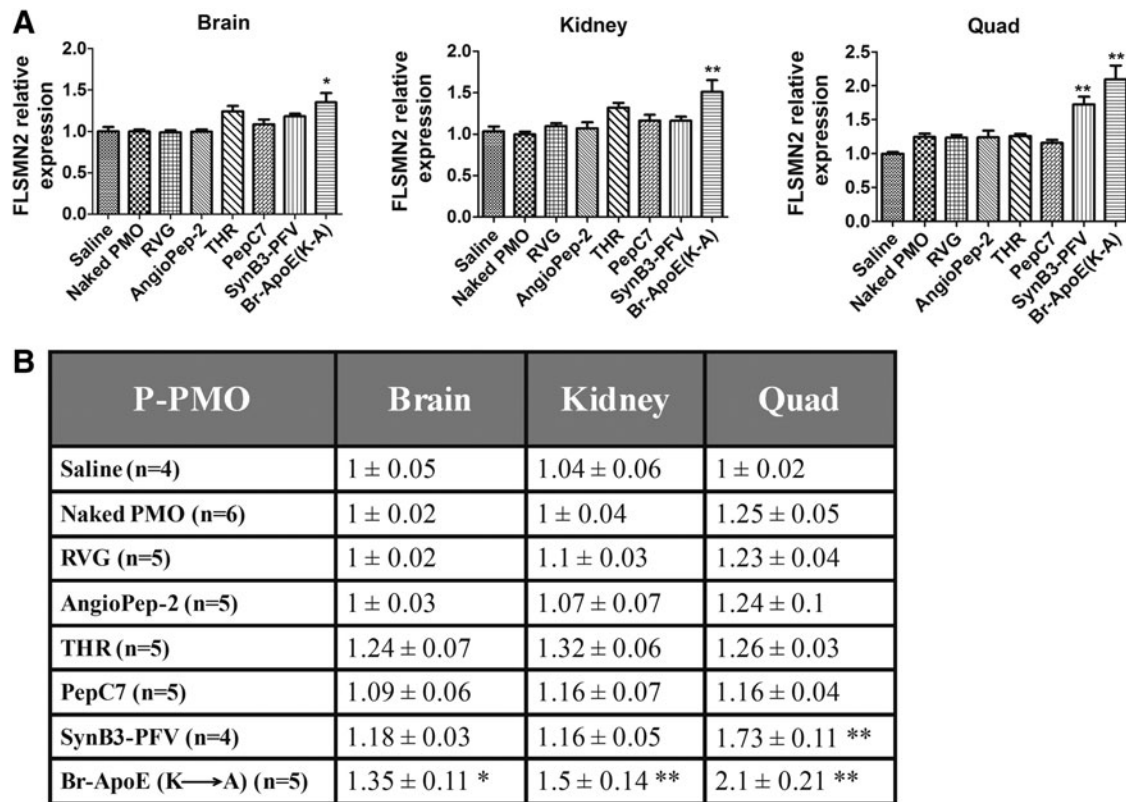 A
Brain
FLSMN2 relative
expression
2.0
1.5
1.0
0.5
0.0
Saline
Naked PMO
RVG
AngioPep-2
THR
PepC7
SynB3-PFV
Br-ApoE(K-A)
*
Kidney
FLSMN2 relative
expression
2.0
1.5
1.0
0.5
0.0
Saline
Naked PMO
RVG
AngioPep-2
THR
PepC7
SynB3-PFV
Br-ApoE(K-A)
**
Quad
FLSMN2 relative
expression
2.5
2.0
1.5
1.0
0.5
0.0
Saline
Naked PMO
RVG
AngioPep-2
THR
PepC7
SynB3-PFV
Br-ApoE(K-A)
**
**
B
P-PMO Brain Kidney Quad
Saline (n=4) 1 ± 0.05 1.04 ± 0.06 1 ± 0.02
Naked PMO (n=6) 1 ± 0.02 1 ± 0.04 1.25 ± 0.05
RVG (n=5) 1 ± 0.02 1.1 ± 0.03 1.23 ± 0.04
AngioPep-2 (n=5) 1 ± 0.03 1.07 ± 0.07 1.24 ± 0.1
THR (n=5) 1.24 ± 0.07 1.32 ± 0.06 1.26 ± 0.03
PepC7 (n=5) 1.09 ± 0.06 1.16 ± 0.07 1.16 ± 0.04
SynB3-PFV (n=4) 1.18 ± 0.03 1.16 ± 0.05 1.73 ± 0.11 **
Br-ApoE (K⟶A) (n=5) 1.35 ± 0.11 * 1.5 ± 0.14 ** 2.1 ± 0.21 **